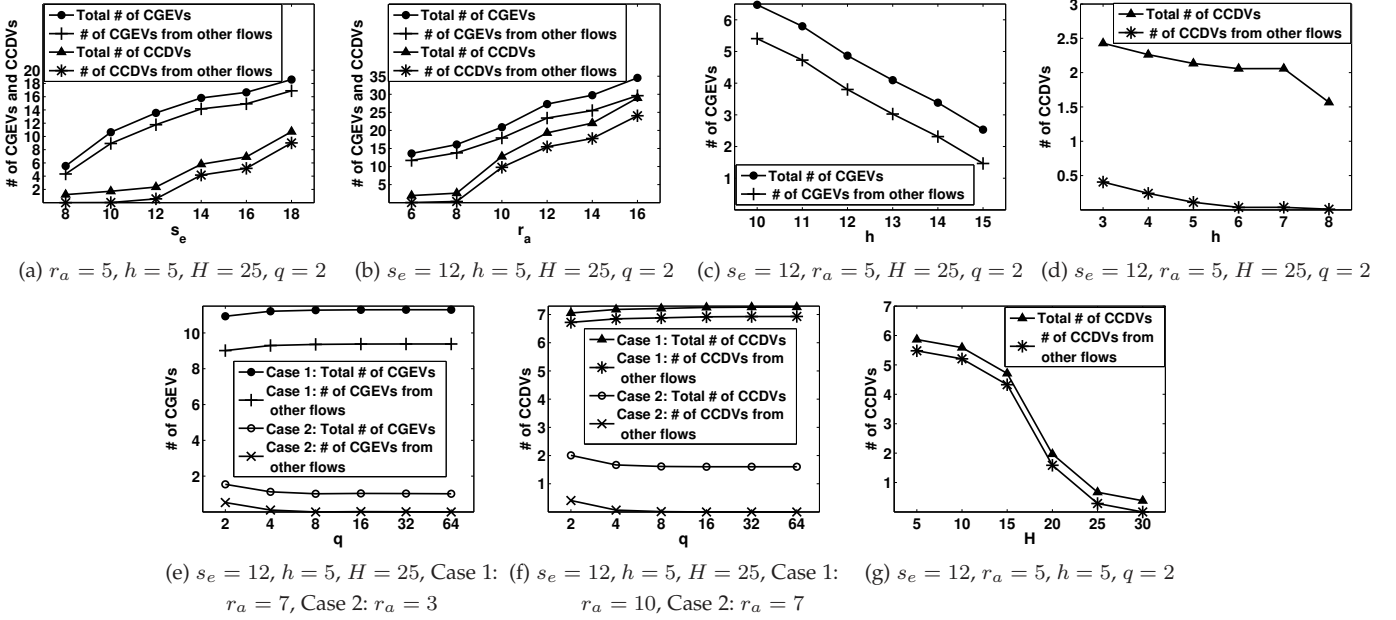 # of CGEVs and CCDVs
Total # of CGEVs
# of CGEVs from other flows
Total # of CCDVs
# of CCDVs from other flows
20
18
16
14
12
10
8
6
4
2
8 10 12 14 16 18
s_e
(a) r_a = 5, h = 5, H = 25, q = 2
# of CGEVs and CCDVs
Total # of CGEVs
# of CGEVs from other flows
Total # of CCDVs
# of CCDVs from other flows
35
30
25
20
15
10
5
6 8 10 12 14 16
r_a
(b) s_e = 12, h = 5, H = 25, q = 2
# of CGEVs
6
5
4
3
2
1
Total # of CGEVs
# of CGEVs from other flows
10 11 12 13 14 15
h
(c) s_e = 12, r_a = 5, H = 25, q = 2
# of CCDVs
3
2.5
2
1.5
1
0.5
Total # of CCDVs
# of CCDVs from other flows
3 4 5 6 7 8
h
(d) s_e = 12, r_a = 5, H = 25, q = 2
# of CGEVs
10
8
6
4
2
Case 1: Total # of CGEVs
Case 1: # of CGEVs from
other flows
Case 2: Total # of CGEVs
Case 2: # of CGEVs from
other flows
2 4 8 16 32 64
q
(e) s_e = 12, h = 5, H = 25, Case 1:
r_a = 7, Case 2: r_a = 3
# of CCDVs
7
6
5
4
3
2
1
Case 1: Total # of CCDVs
Case 1: # of CCDVs from
other flows
Case 2: Total # of CCDVs
Case 2: # of CCDVs from
other flows
2 4 8 16 32 64
q
(f) s_e = 12, h = 5, H = 25, Case 1:
r_a = 10, Case 2: r_a = 7
# of CCDVs
7
6
5
4
3
2
1
Total # of CCDVs
# of CCDVs from
other flows
5 10 15 20 25 30
H
(g) s_e = 12, r_a = 5, h = 5, q = 2